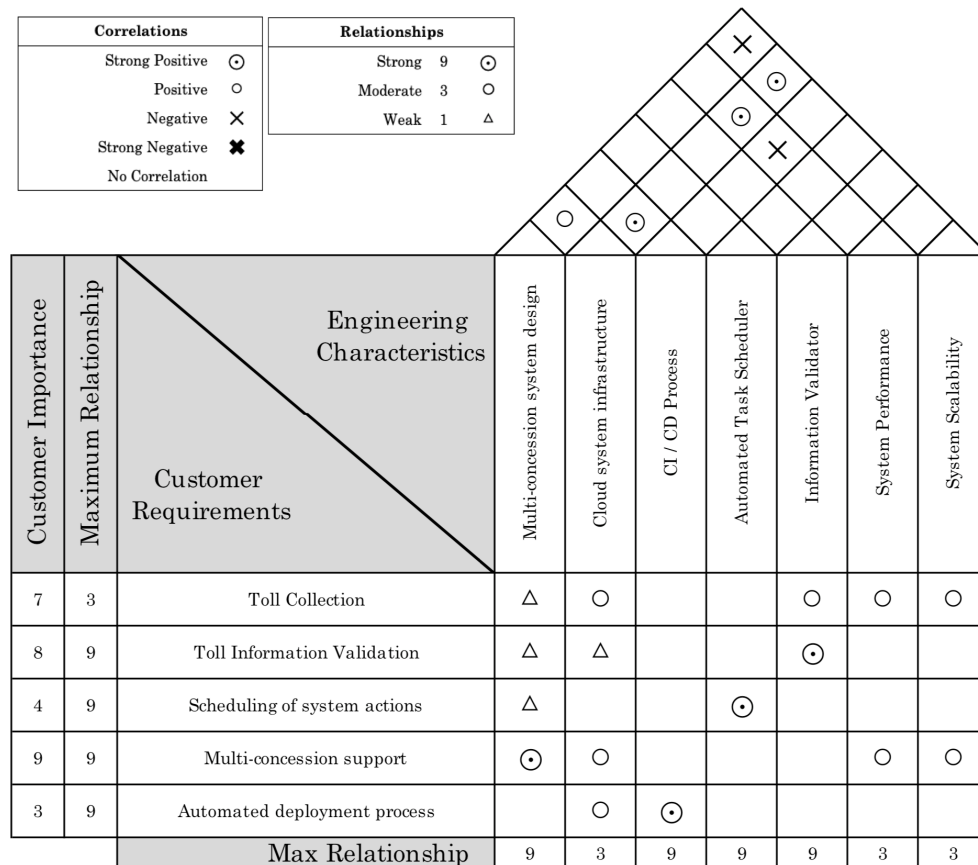 Correlations
Strong Positive
Positive
Negative
Strong Negative
No Correlation
Relationships
Strong 9
Moderate 3
Weak 1
Customer Importance
Maximum Relationship
Engineering
Characteristics
Customer
Requirements
Multi-concession system design
Cloud system infrastructure
CI / CD Process
Automated Task Scheduler
Information Validator
System Performance
System Scalability
7 3 Toll Collection
8 9 Toll Information Validation
4 9 Scheduling of system actions
9 9 Multi-concession support
3 9 Automated deployment process
Max Relationship 9 3 9 9 9 3 3